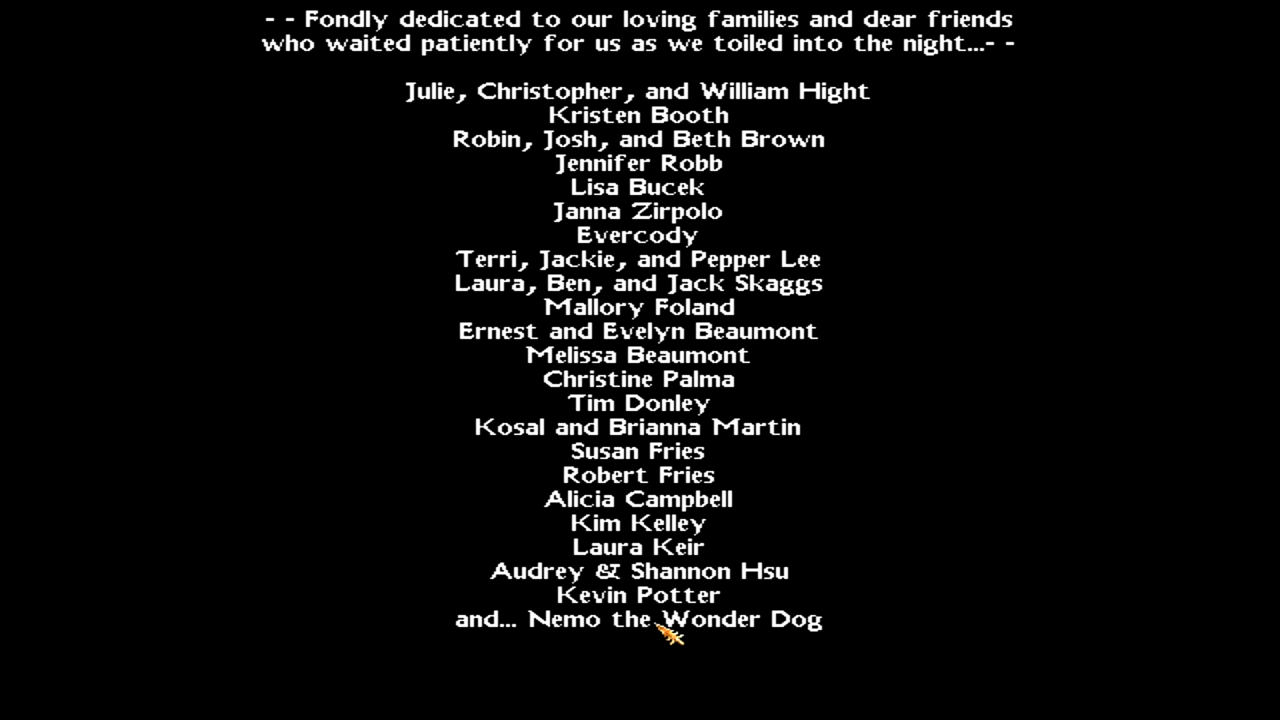 - - Fondly dedicated to our loving families and dear friends
who waited patiently for us as we toiled into the night...- -
Julie, Christopher, and William Hight
Kristen Booth
Robin, Josh, and Beth Brown
Jennifer Robb
Lisa Bucek
Janna Zirpolo
Evercody
Terri, Jackie, and Pepper Lee
Laura, Ben, and Jack Skaggs
Mallory Foland
Ernest and Evelyn Beaumont
Melissa Beaumont
Christine Palma
Tim Donley
Kosal and Brianna Martin
Susan Fries
Robert Fries
Alicia Campbell
Kim Kelley
Laura Keir
Audrey & Shannon Hsu
Kevin Potter
and... Nemo the Wonder Dog